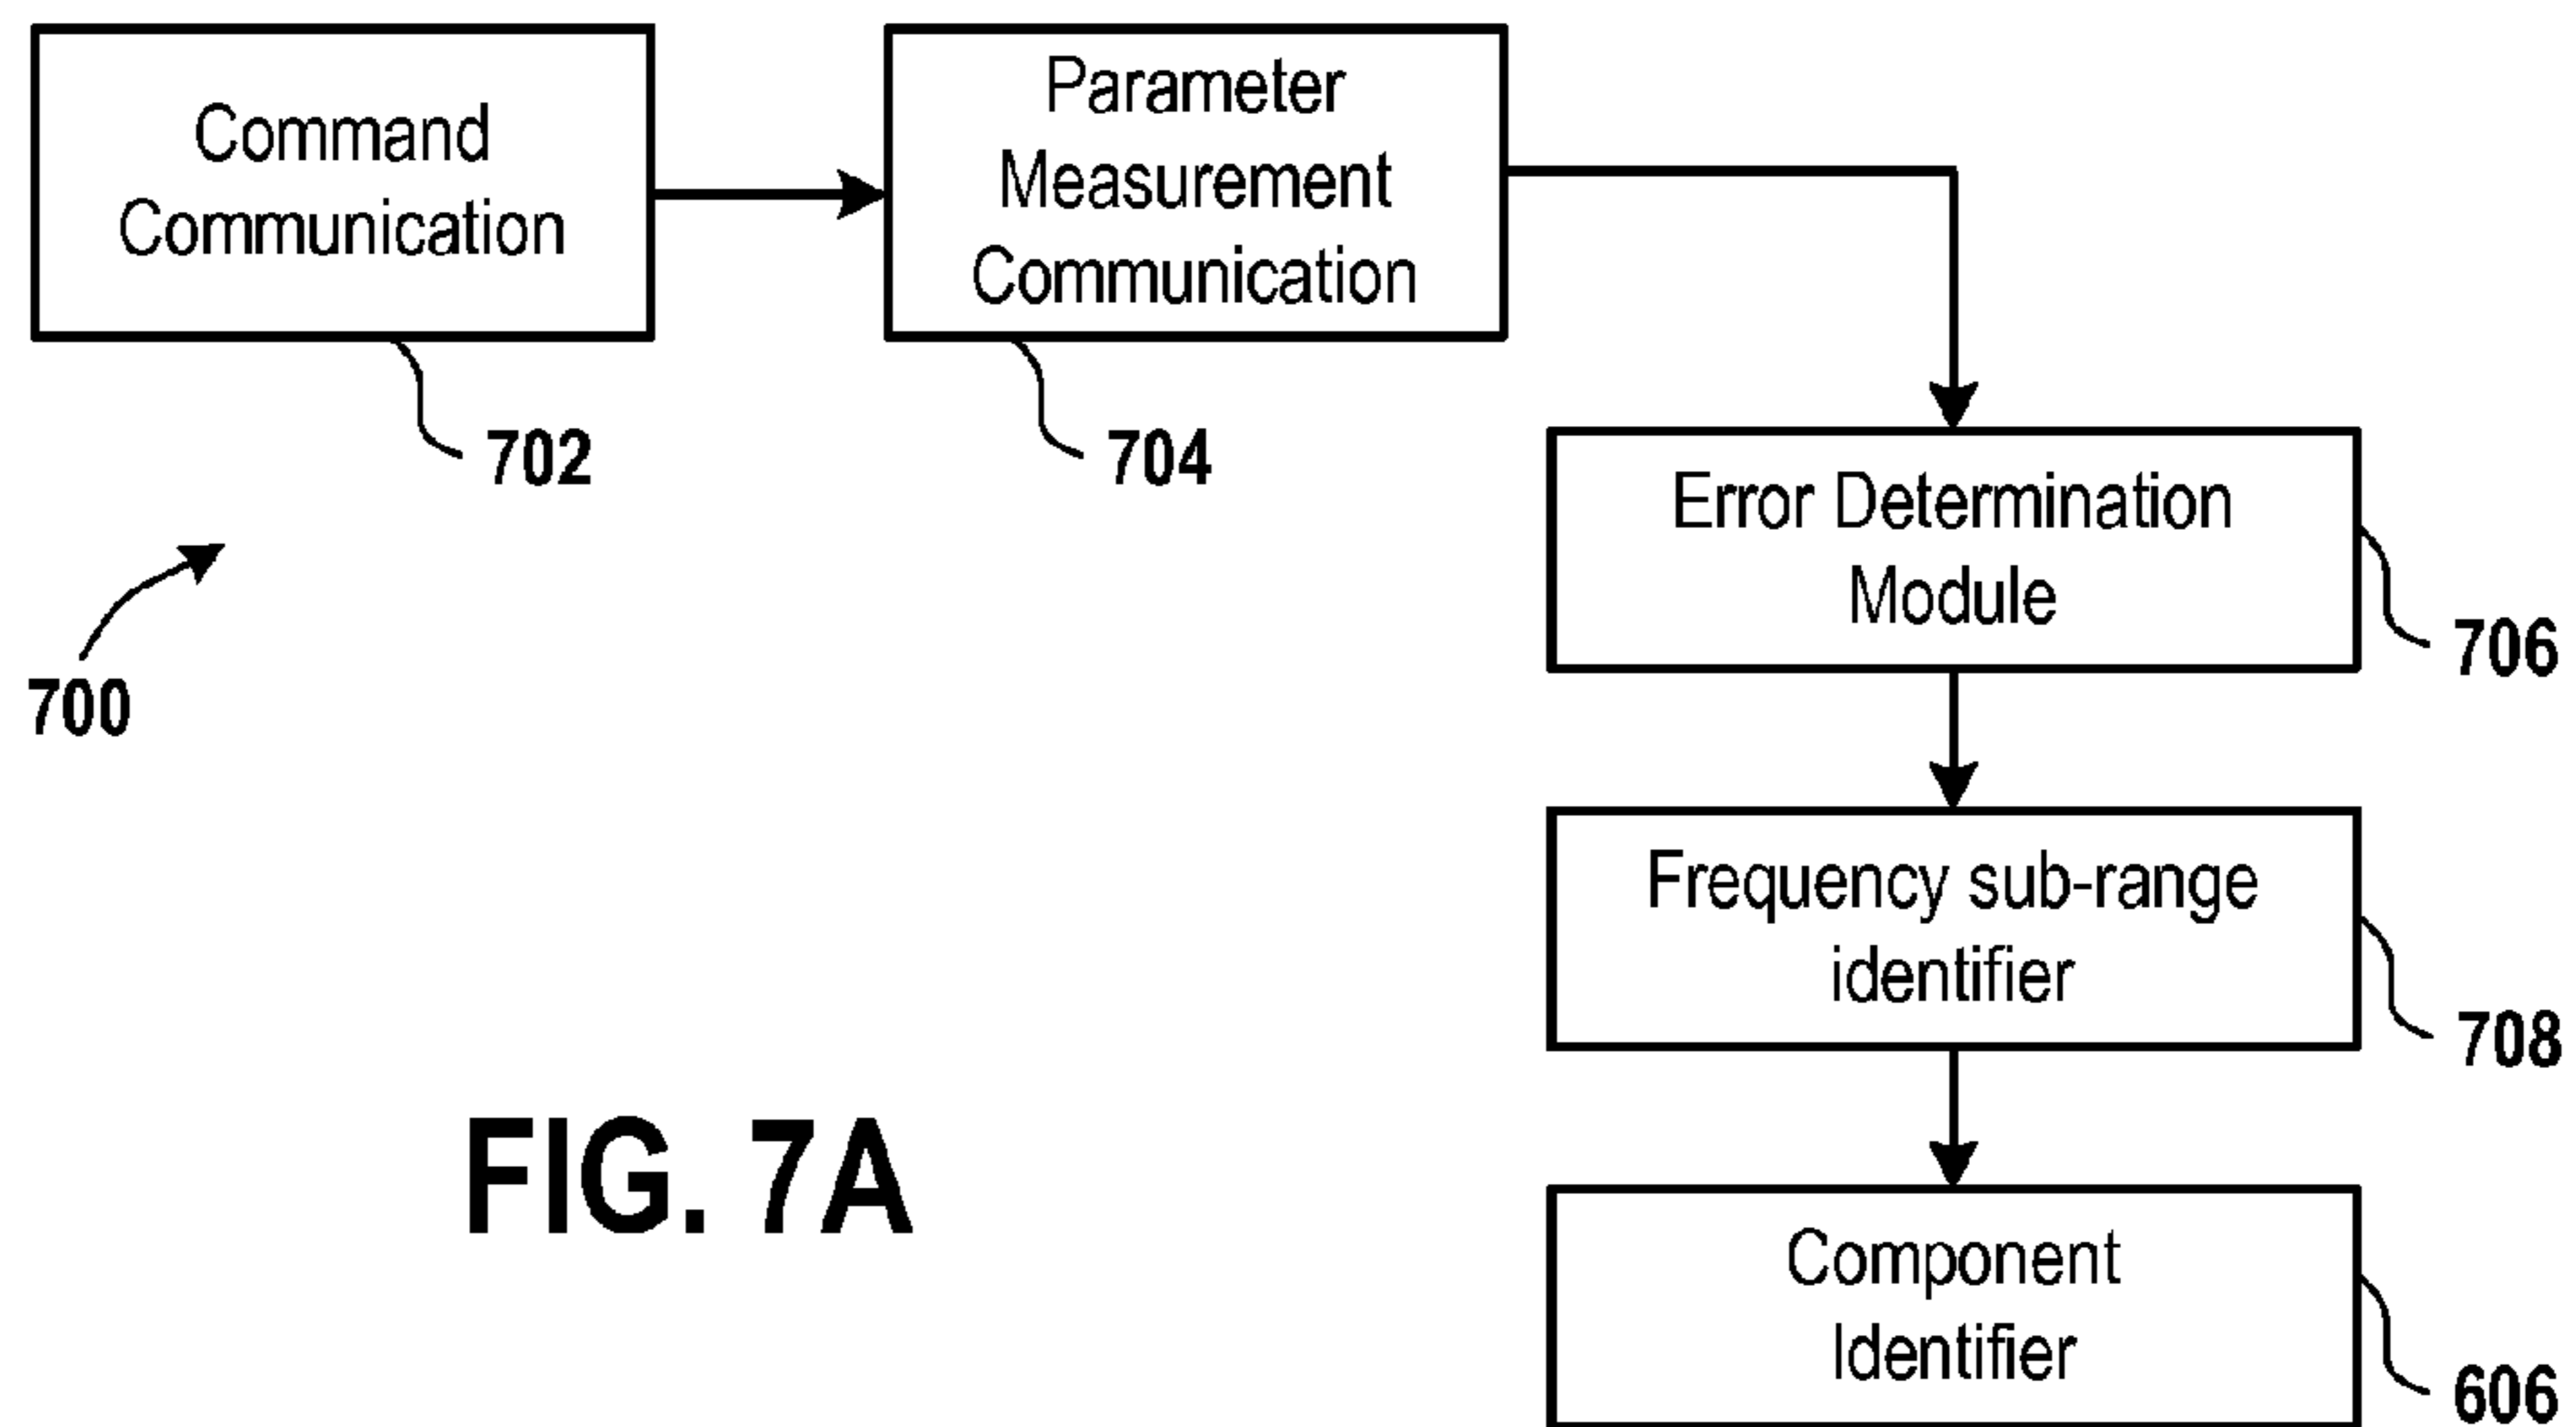 Command
Communication
702
Parameter
Measurement
Communication
704
Error Determination
Module
706
700
Frequency sub-range
identifier
708
Component
Identifier
606
FIG. 7A